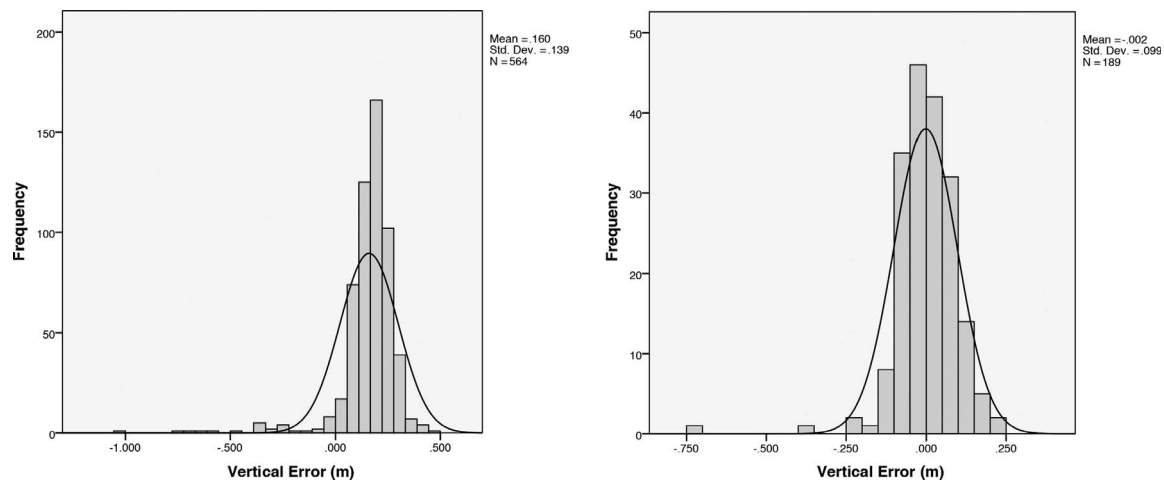 200
150
100
50
0
-1.000
-.500
.000
.500
Frequency
Vertical Error (m)
Mean =.160
Std. Dev. =.139
N =564
50
40
30
20
10
0
-.750
-.500
-.250
.000
.250
Frequency
Vertical Error (m)
Mean =-.002
Std. Dev. =.099
N =189